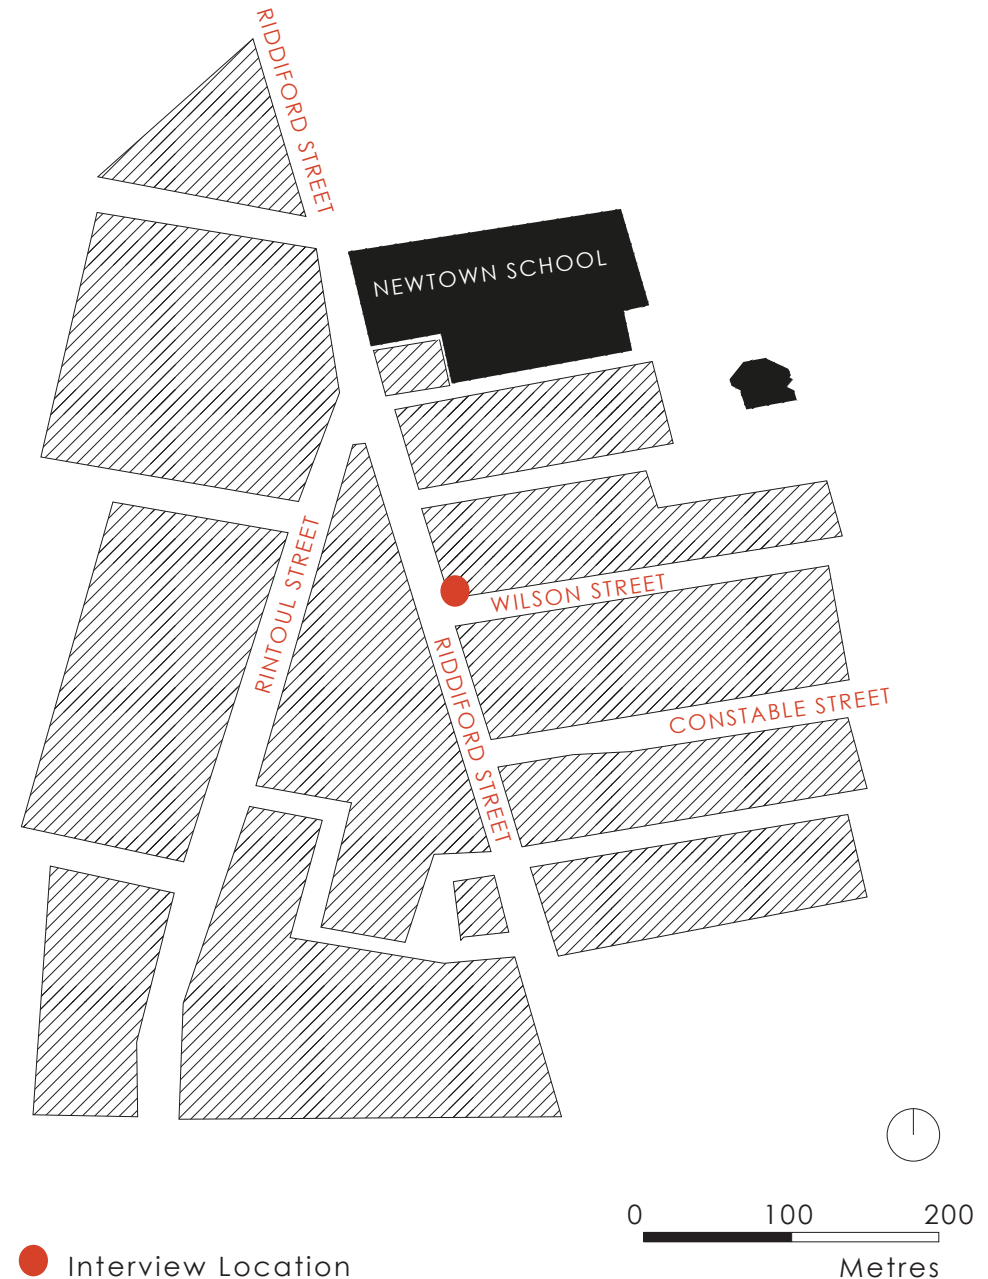 RIDDIFORD STREET
NEWTOWN SCHOOL
RINTOUL STREET
WILSON STREET
RIDDIFORD STREET
CONSTABLE STREET
0 100 200
Metres
Interview Location